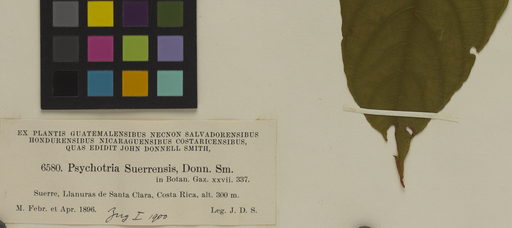 EX PLANTIS GUATEMALENSIBUS NECNON SALVADORENSIBUS
HONDURENSIBUS NICARAGUENSIBUS COSTARICENSIBUS,
QUAS EDIDIT JOHN DONNELL SMITH,
6580. Psychotria Suerrensis, Donn. Sm.
in Botan. Gaz. xxvii. 337.
Suerre, Llanuras de Santa Clara, Costa Rica, alt. 300 m.
M. Febr. et Apr. 1896. 1900 Leg. J. D. S.